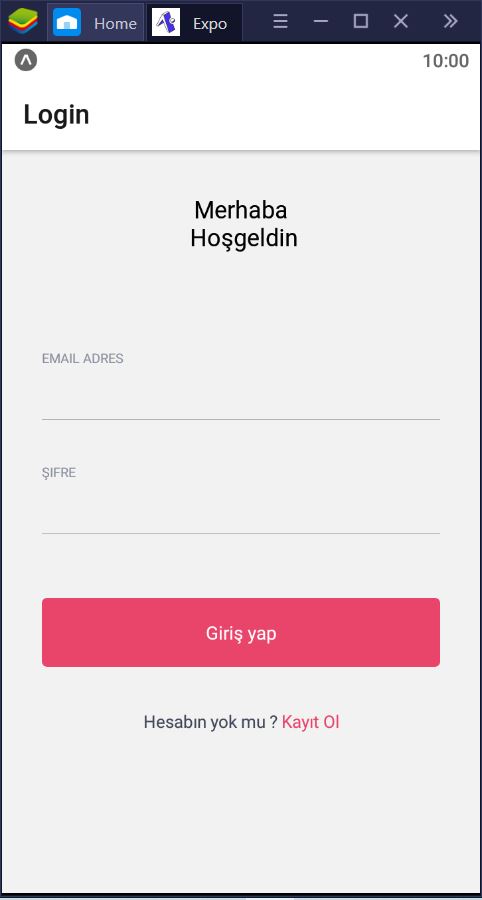 Home Expo
10:00
Login
Merhaba
Hoşgeldin
EMAIL ADRES
ŞIFRE
Giriş yap
Hesabın yok mu ? Kayıt Ol